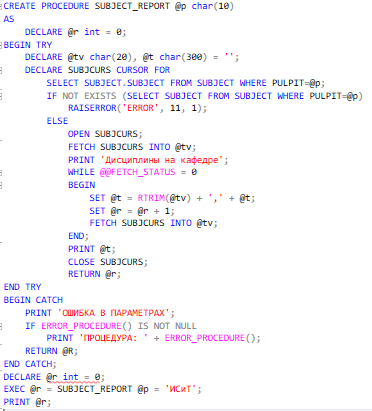 CREATE PROCEDURE SUBJECT_REPORT @p char(10)
AS
    DECLARE @r int = 0;
BEGIN TRY
    DECLARE @tv char(20), @t char(300) = '';
    DECLARE SUBJCURS CURSOR FOR
        SELECT SUBJECT.SUBJECT FROM SUBJECT WHERE PULPIT=@p;
        IF NOT EXISTS (SELECT SUBJECT FROM SUBJECT WHERE PULPIT=@p)
            RAISERROR('ERROR', 11, 1);
        ELSE
            OPEN SUBJCURS;
            FETCH SUBJCURS INTO @tv;
            PRINT 'Дисциплины на кафедре';
            WHILE @@FETCH_STATUS = 0
            BEGIN
                SET @t = RTRIM(@tv) + ',' + @t;
                SET @r = @r + 1;
                FETCH SUBJCURS INTO @tv;
            END;
            PRINT @t;
            CLOSE SUBJCURS;
            RETURN @r;
END TRY
BEGIN CATCH
    PRINT 'ОШИБКА В ПАРАМЕТРАХ';
    IF ERROR_PROCEDURE() IS NOT NULL
        PRINT 'ПРОЦЕДУРА: ' + ERROR_PROCEDURE();
    RETURN @R;
END CATCH;
DECLARE @r int = 0;
EXEC @r = SUBJECT_REPORT @p = 'ИСиТ';
PRINT @r;